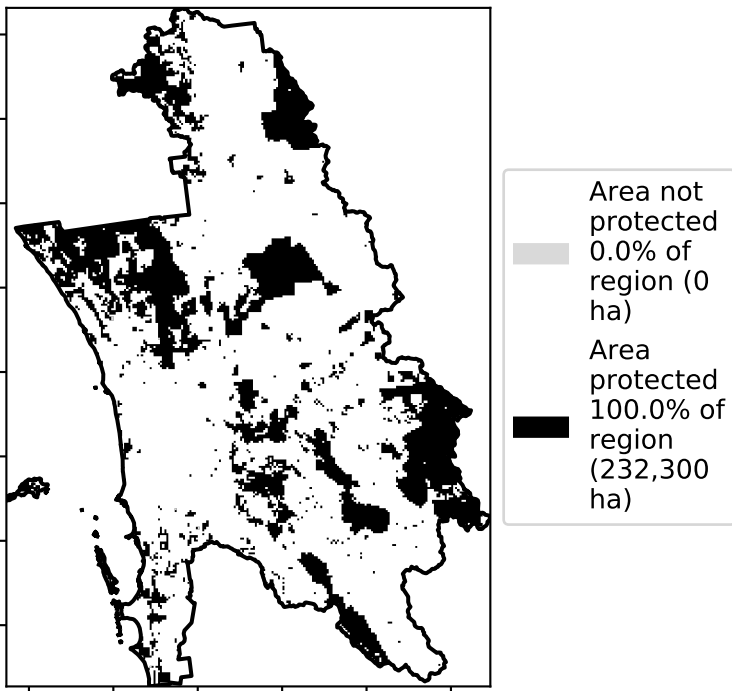 Area not
protected
0.0% of
region (0
ha)
Area
protected
100.0% of
region
(232,300
ha)